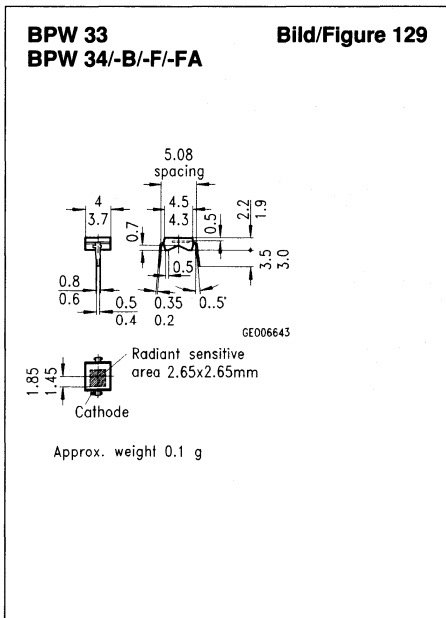 BPW 33
BPW 34/-B/-F/-FA
Bild/Figure 129
5.08
spacing
4
3.7
4.5
4.3
0.5
2.2
1.9
0.7
0.5
3.5
3.0
0.8
0.6
0.5
0.4
0.35
0.2
0..5°
GEO06643
Radiant sensitive
area 2.65x2.65mm
1.85
1.45
Cathode
Approx. weight 0.1 g